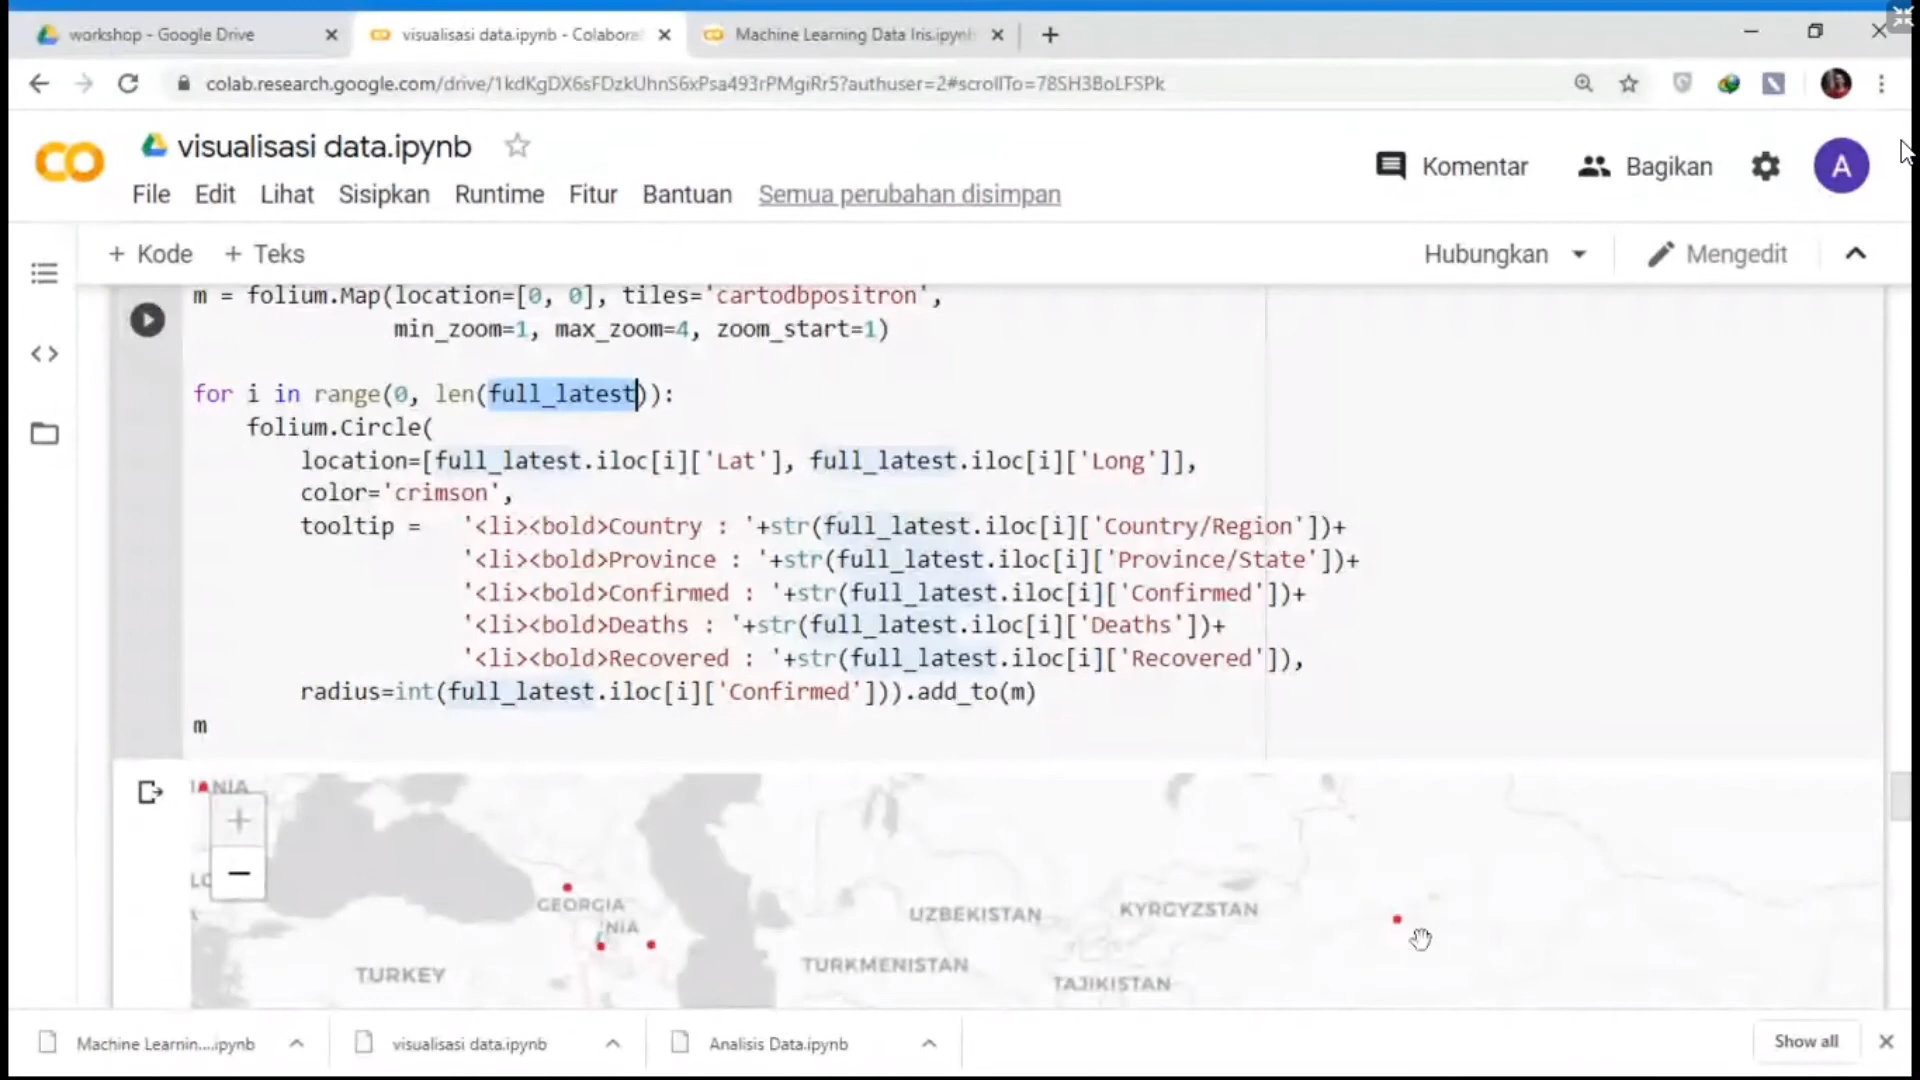 workshop - Google Drive
visualisasi data.ipynb - Colabora
Machine Learning Data Iris.ipynb
colab.research.google.com/drive/1kdKgDX6sFDzkUhnS6xPsa493rPMgiRr5?authuser=2#scrollTo=78SH3BoLFSPk
CO
visualisasi data.ipynb
Komentar
Bagikan
A
File Edit Lihat Sisipkan Runtime Fitur Bantuan Semua perubahan disimpan
+ Kode + Teks
Hubungkan
Mengedit
m = folium.Map(location=[0, 0], tiles='cartodbpositron',
min_zoom=1, max_zoom=4, zoom_start=1)
for i in range(0, len(full_latest)):
folium.Circle(
location=[full_latest.iloc[i]['Lat'], full_latest.iloc[i]['Long']],
color='crimson',
tooltip = '<li><bold>Country : '+str(full_latest.iloc[i]['Country/Region'])+
'<li><bold>Province : '+str(full_latest.iloc[i]['Province/State'])+
'<li><bold>Confirmed : '+str(full_latest.iloc[i]['Confirmed'])+
'<li><bold>Deaths : '+str(full_latest.iloc[i]['Deaths'])+
'<li><bold>Recovered : '+str(full_latest.iloc[i]['Recovered']),
radius=int(full_latest.iloc[i]['Confirmed'])).add_to(m)
m
ANIA
+
−
GEORGIA
NIA
TURKEY
UZBEKISTAN
KYRGYZSTAN
TURKMENISTAN
TAJIKISTAN
Machine Learnin....ipynb
visualisasi data.ipynb
Analisis Data.ipynb
Show all